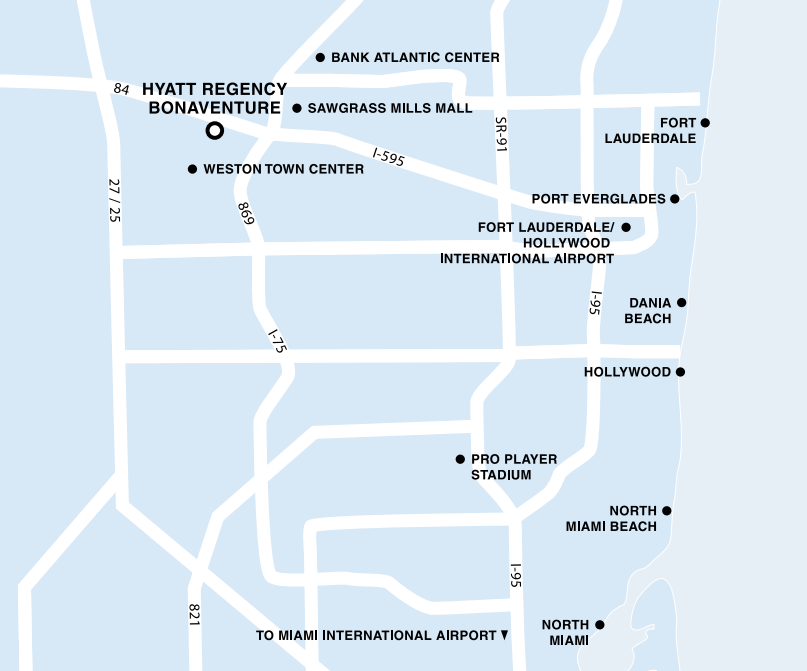 BANK ATLANTIC CENTER
84
HYATT REGENCY
BONAVENTURE
SAWGRASS MILLS MALL
SR-91
FORT
LAUDERDALE
I-595
WESTON TOWN CENTER
27 / 25
869
PORT EVERGLADES
FORT LAUDERDALE/
HOLLYWOOD
INTERNATIONAL AIRPORT
I-95
DANIA
BEACH
I-75
HOLLYWOOD
PRO PLAYER
STADIUM
NORTH
MIAMI BEACH
I-95
821
TO MIAMI INTERNATIONAL AIRPORT
NORTH
MIAMI